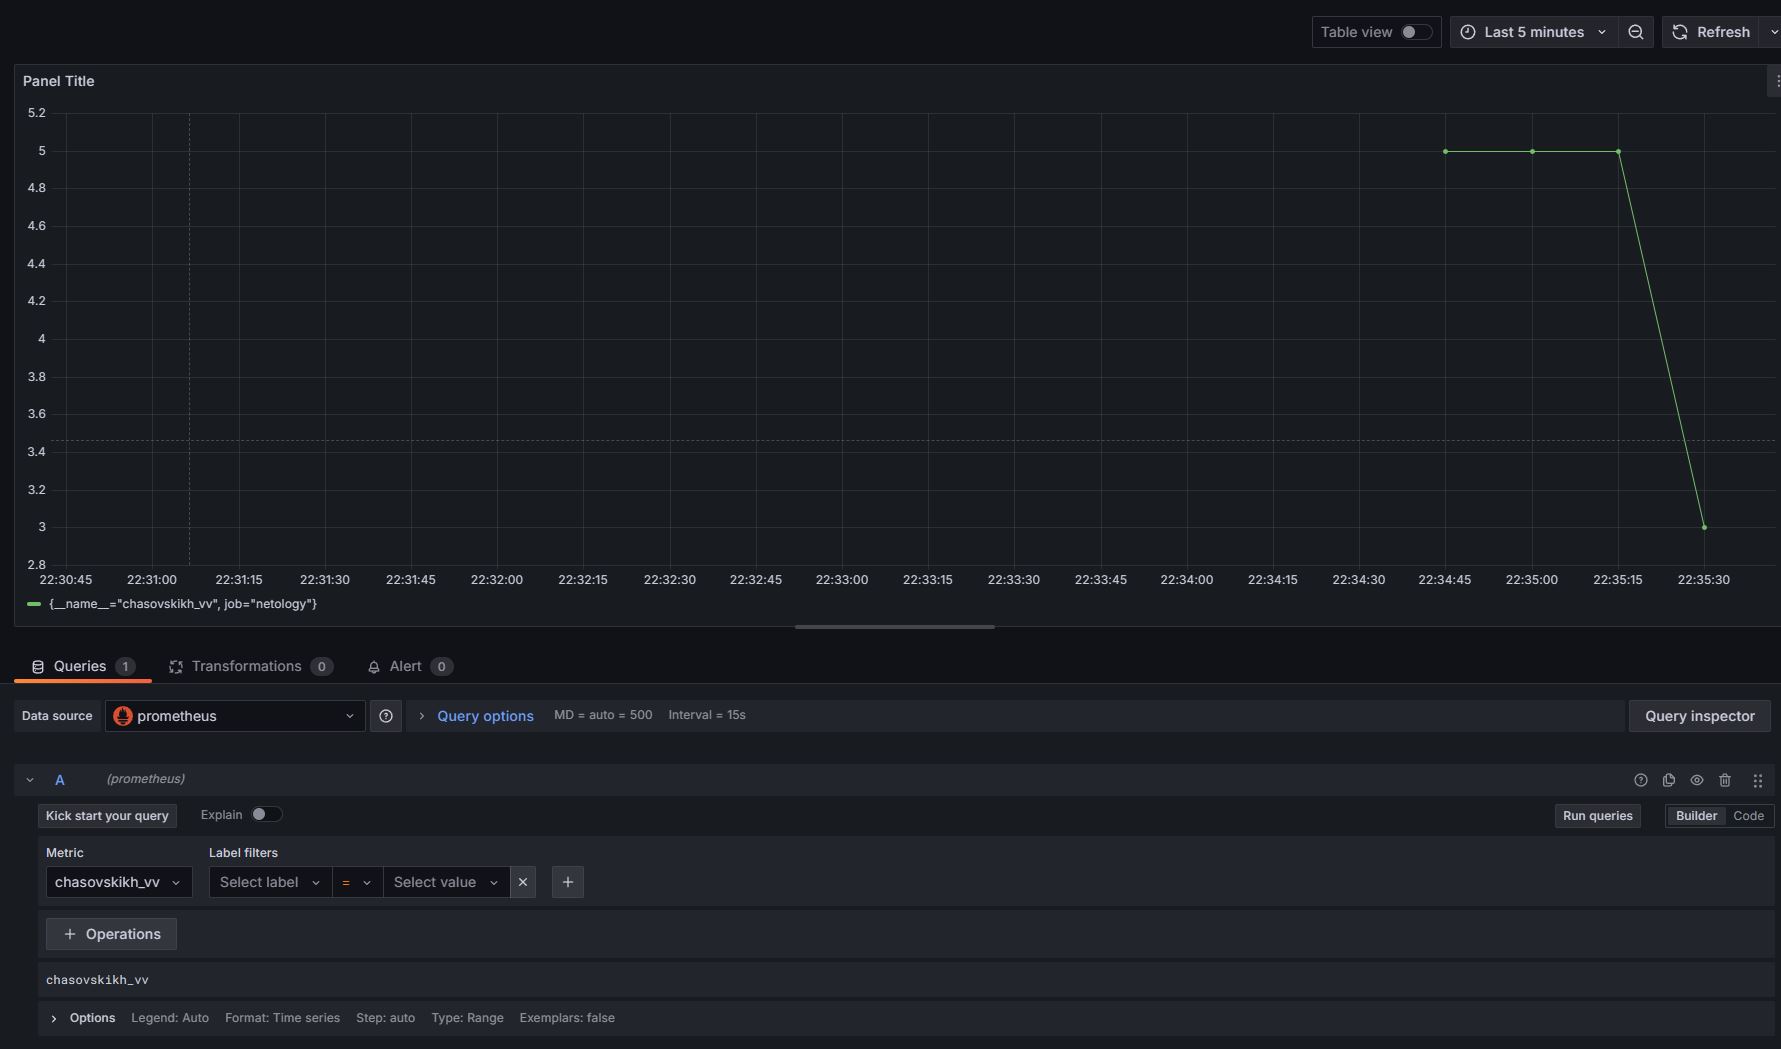 Table view Last 5 minutes Refresh
Panel Title
5.2
5
4.8
4.6
4.4
4.2
4
3.8
3.6
3.4
3.2
3
2.8
22:30:45 22:31:00 22:31:15 22:31:30 22:31:45 22:32:00 22:32:15 22:32:30 22:32:45 22:33:00 22:33:15 22:33:30 22:33:45 22:34:00 22:34:15 22:34:30 22:34:45 22:35:00 22:35:15 22:35:30
{__name__="chasovskikh_vv", job="netology"}
Queries 1 Transformations 0 Alert 0
Data source prometheus Query options MD = auto = 500 Interval = 15s Query inspector
A (prometheus)
Kick start your query Explain Run queries Builder Code
Metric Label filters
chasovskikh_vv Select label = Select value
+ Operations
chasovskikh_vv
Options Legend: Auto Format: Time series Step: auto Type: Range Exemplars: false